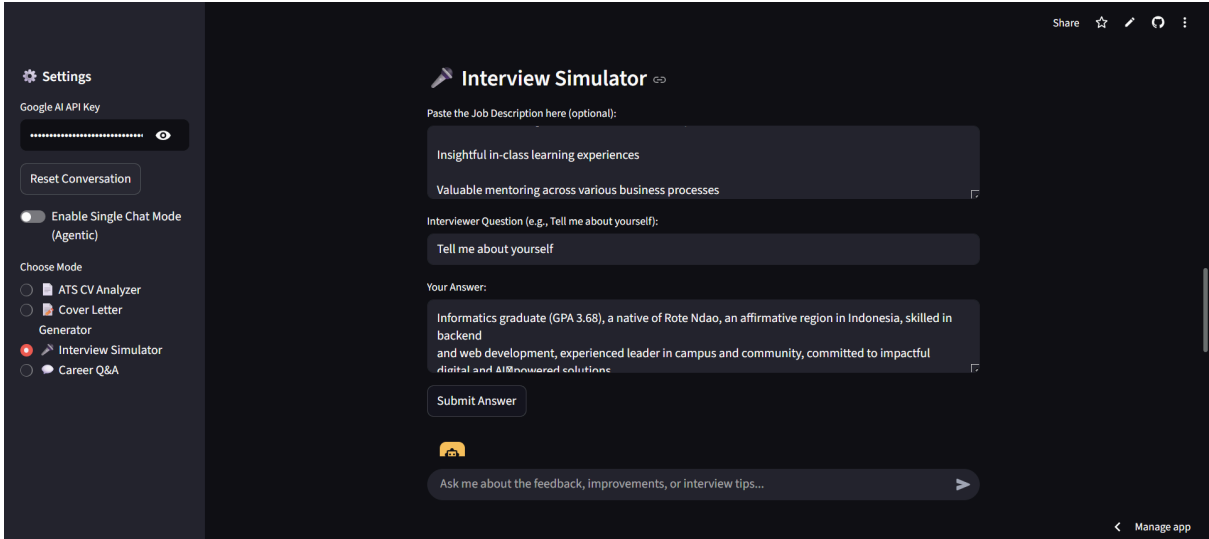 Share
Settings
Google AI API Key
Reset Conversation
Enable Single Chat Mode
(Agentic)
Choose Mode
ATS CV Analyzer
Cover Letter
Generator
Interview Simulator
Career Q&A
Interview Simulator
Paste the Job Description here (optional):
Insightful in-class learning experiences
Valuable mentoring across various business processes
Interviewer Question (e.g., Tell me about yourself):
Tell me about yourself
Your Answer:
Informatics graduate (GPA 3.68), a native of Rote Ndao, an affirmative region in Indonesia, skilled in
backend
and web development, experienced leader in campus and community, committed to impactful
digital and AI￾powered solutions
Submit Answer
Ask me about the feedback, improvements, or interview tips...
Manage app